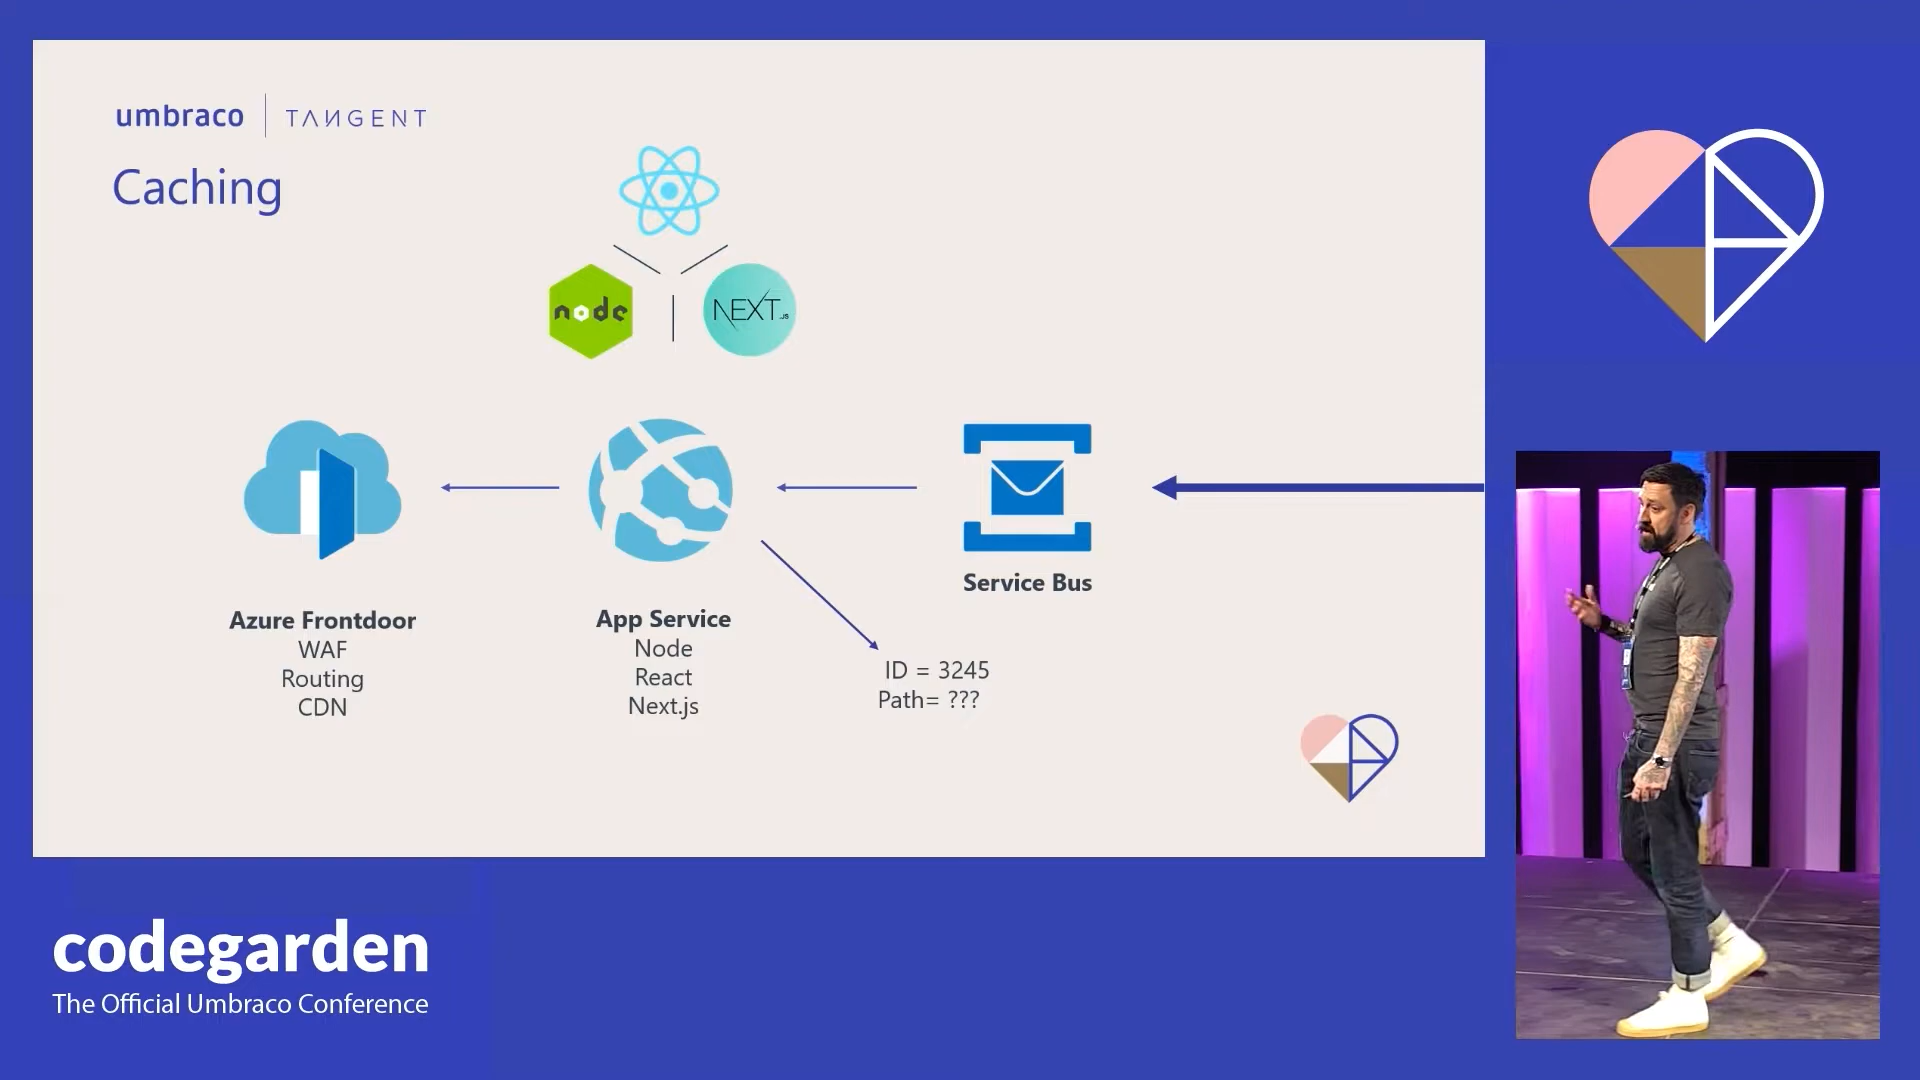 umbraco | TANGENT
Caching
node
NEXT.JS
Service Bus
Azure Frontdoor
WAF
Routing
CDN
App Service
Node
React
Next.js
ID = 3245
Path= ???
codegarden
The Official Umbraco Conference